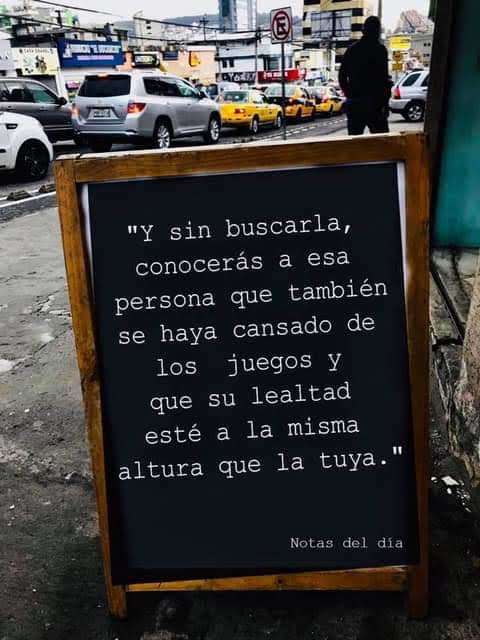 "Y sin buscarla,
conocerás a esa
persona que también
se haya cansado de
los juegos y
que su lealtad
esté a la misma
altura que la tuya."
Notas del día